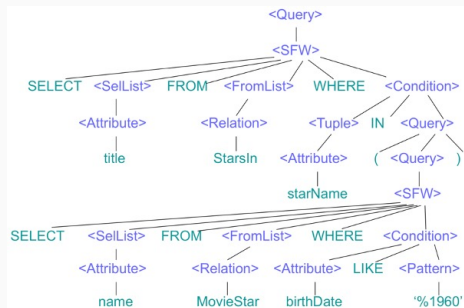 <Query>
<SFW>
SELECT <SelList> FROM <FromList> WHERE <Condition>
<Attribute> <Relation> <Tuple> IN <Query>
title StarsIn <Attribute> ( <Query> )
starName <SFW>
SELECT <SelList> FROM <FromList> WHERE <Condition>
<Attribute> <Relation> <Attribute> LIKE <Pattern>
name MovieStar birthDate '%1960'